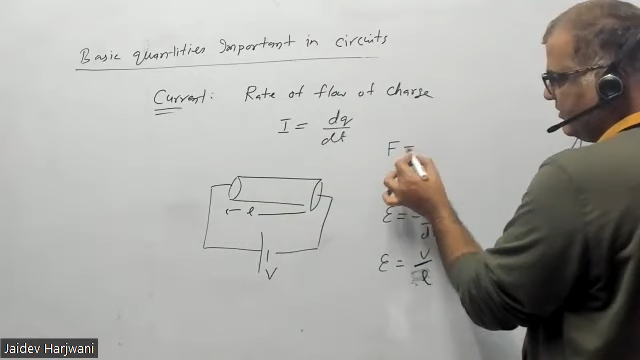 Basic quantities Important in circuits
Current: Rate of flow of charge
I = dq/dt
F =
l
V
ε = -
ε = V/l
Jaidev Harjwani